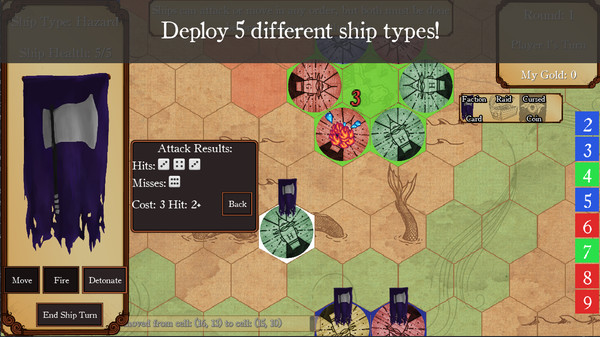 Deploy 5 different ship types!
Ship Type: Hazard
Ship Health: 5/5
Round: 1
My Gold: 0
Faction
Card
Raid
Cursed
Coin
3
Attack Results:
Hits:
Misses:
Cost: 3 Hit: 2+
Back
Move
Fire
Detonate
End Ship Turn
moved from cell: (16, 13) to cell: (15, 10)
2
3
4
5
6
7
8
9